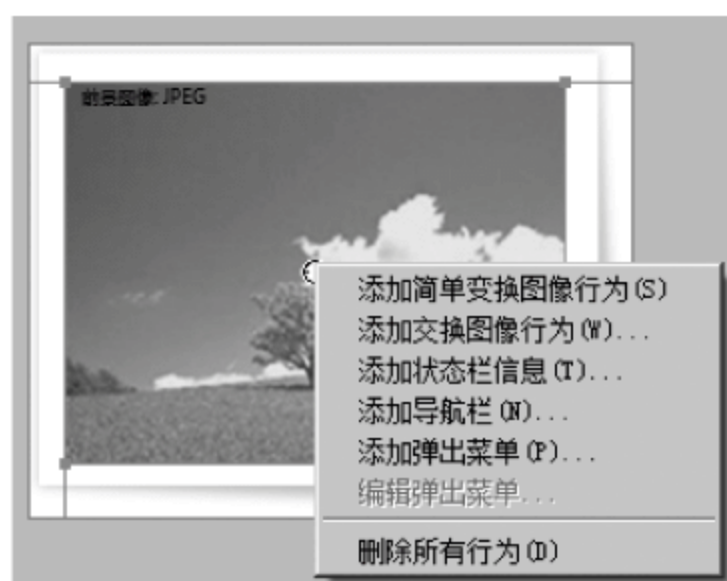 前景图像: JPEG
添加简单变换图像行为(S)
添加交换图像行为(W)...
添加状态栏信息(T)...
添加导航栏(N)...
添加弹出菜单(P)...
编辑弹出菜单...
删除所有行为(D)